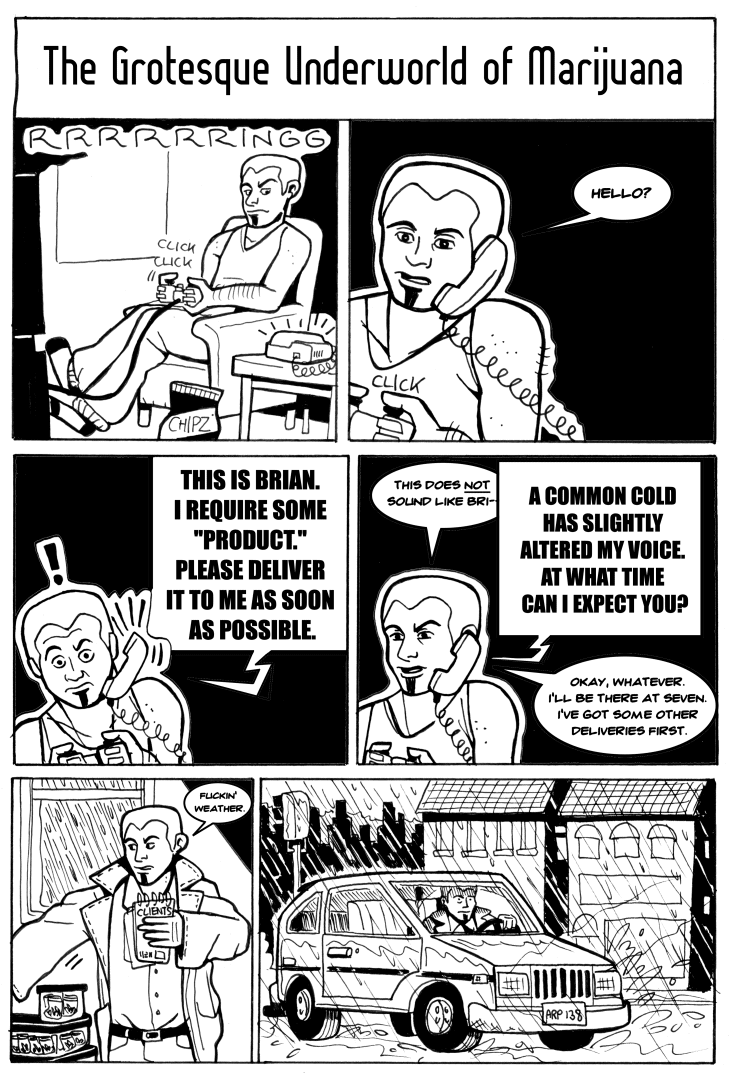 The Grotesque Underworld of Marijuana
RRRRRRINGG
CLICK
CLICK
CHIPZ
HELLO?
CLICK
!
THIS IS BRIAN.
I REQUIRE SOME
"PRODUCT."
PLEASE DELIVER
IT TO ME AS SOON
AS POSSIBLE.
THIS DOES NOT
SOUND LIKE BRI--
A COMMON COLD
HAS SLIGHTLY
ALTERED MY VOICE.
AT WHAT TIME
CAN I EXPECT YOU?
OKAY, WHATEVER.
I'LL BE THERE AT SEVEN.
I'VE GOT SOME OTHER
DELIVERIES FIRST.
FUCKIN'
WEATHER.
CLIENTS
ARP 138